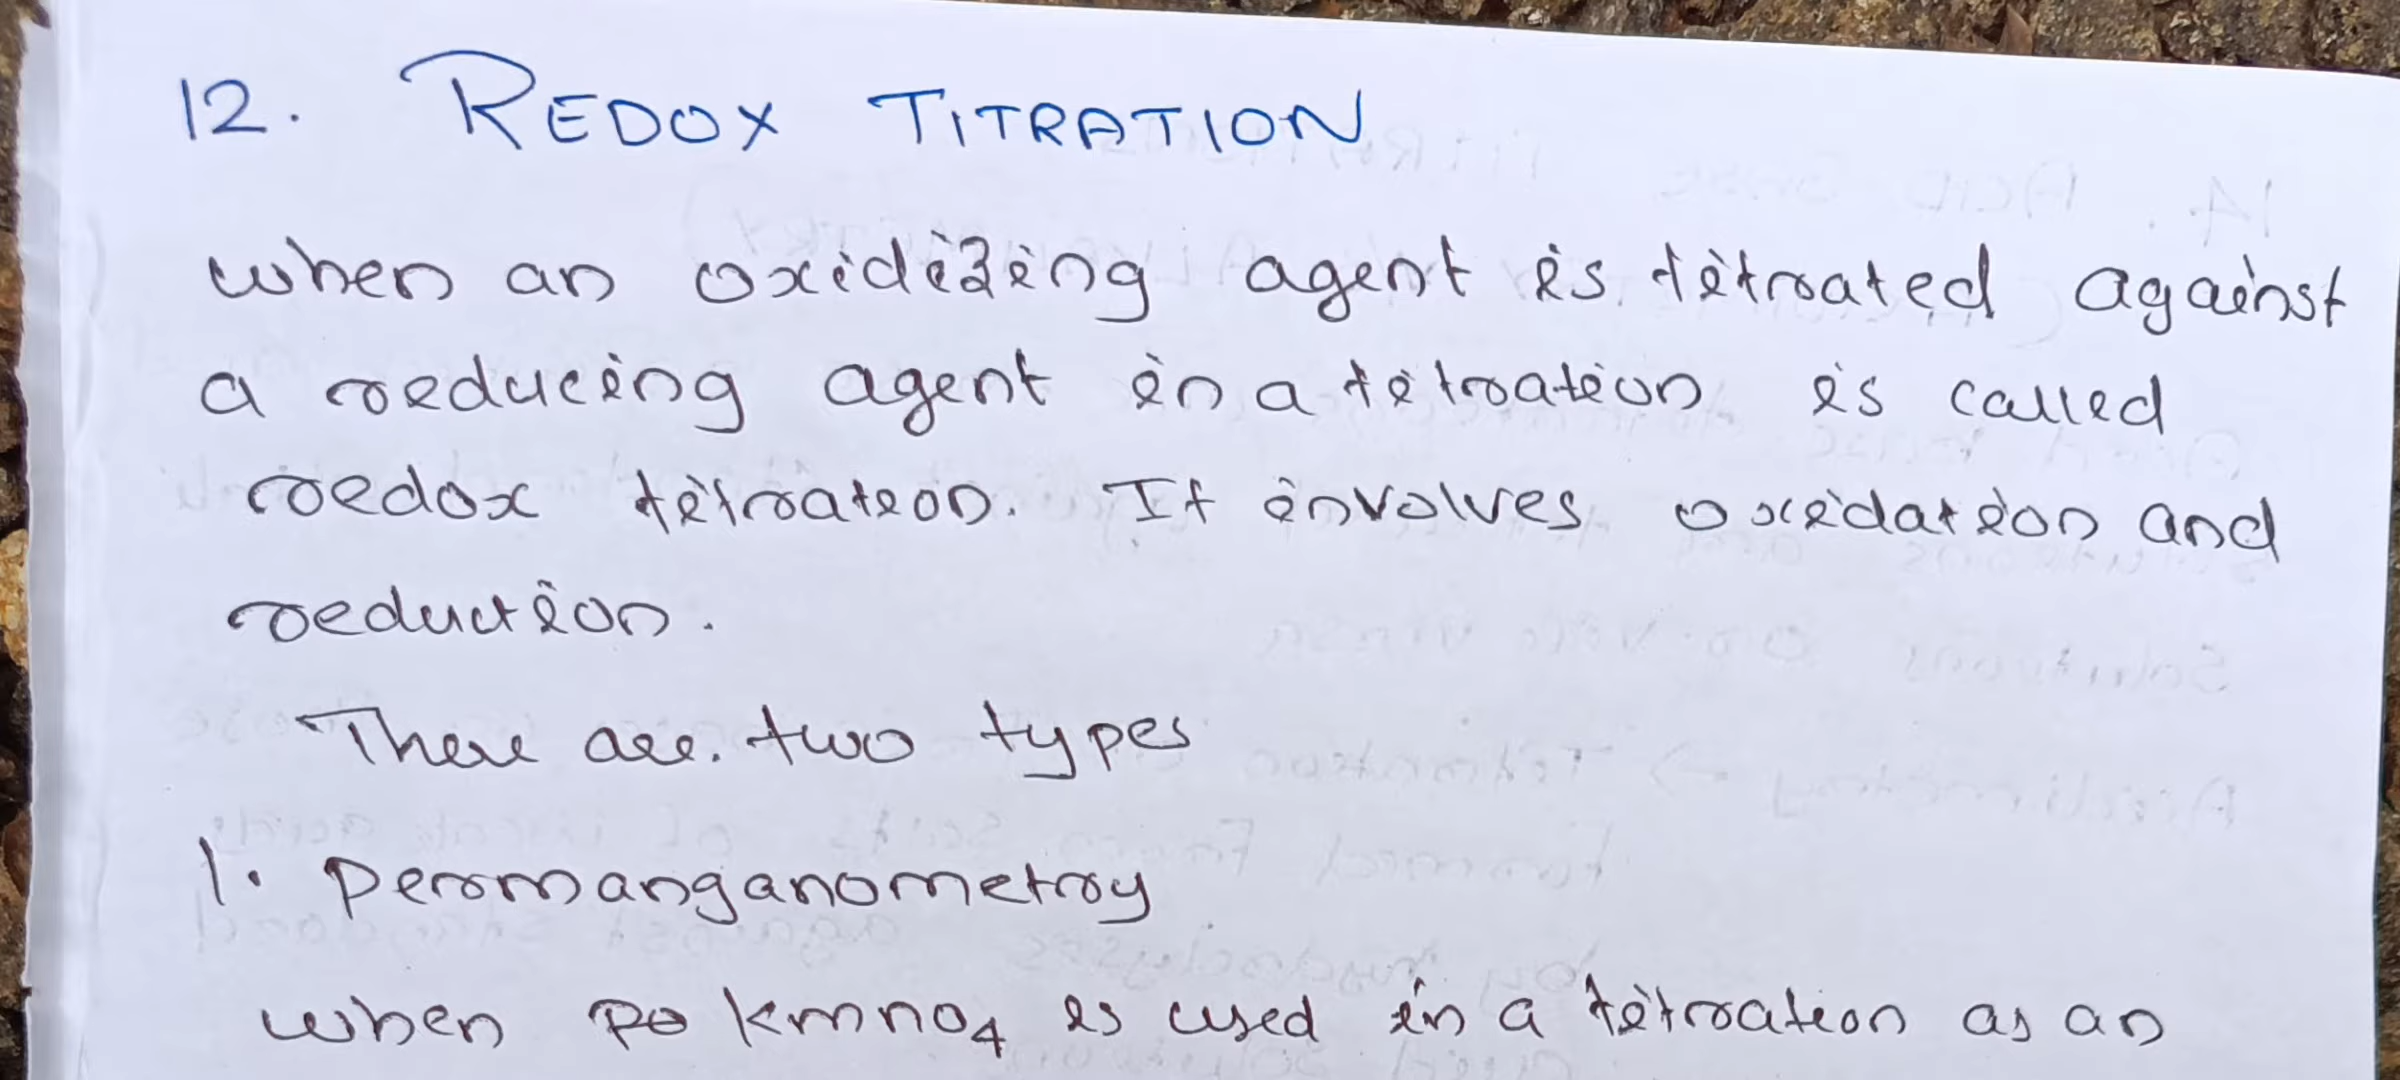 12. REDOX TITRATION
when an oxidizing agent is titrated against
a reducing agent in a titration is called
redox titration. It involves oxidation and
reduction.
There are. two types
1. permanganometry
when po kmno4 is used in a titration as an